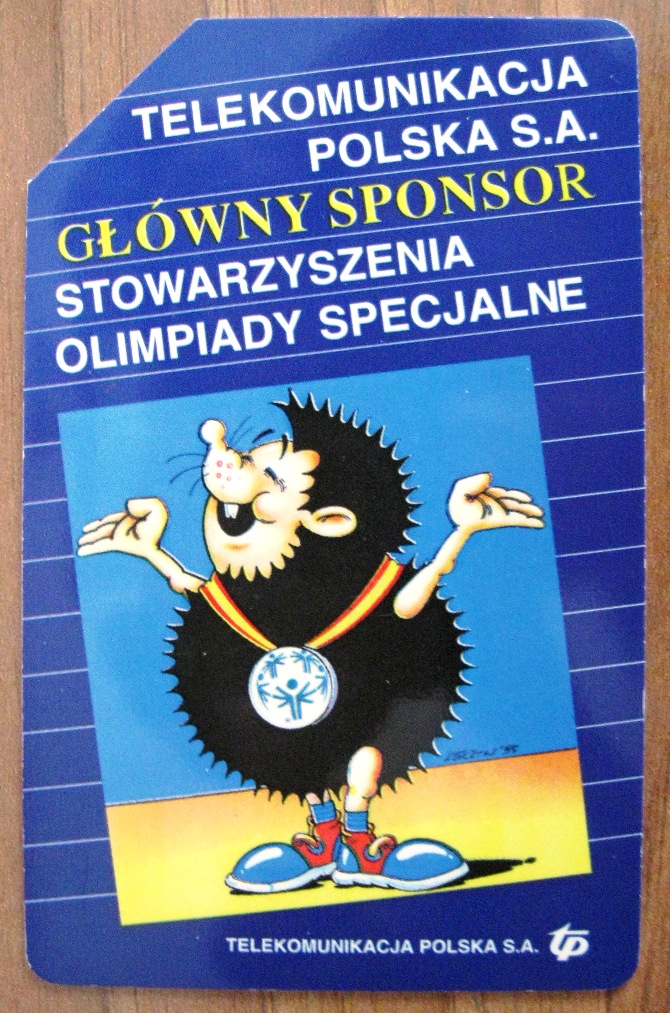 TELEKOMUNIKACJA
POLSKA S.A.
GŁÓWNY SPONSOR
STOWARZYSZENIA
OLIMPIADY SPECJALNE
TELEKOMUNIKACJA POLSKA S.A. tp